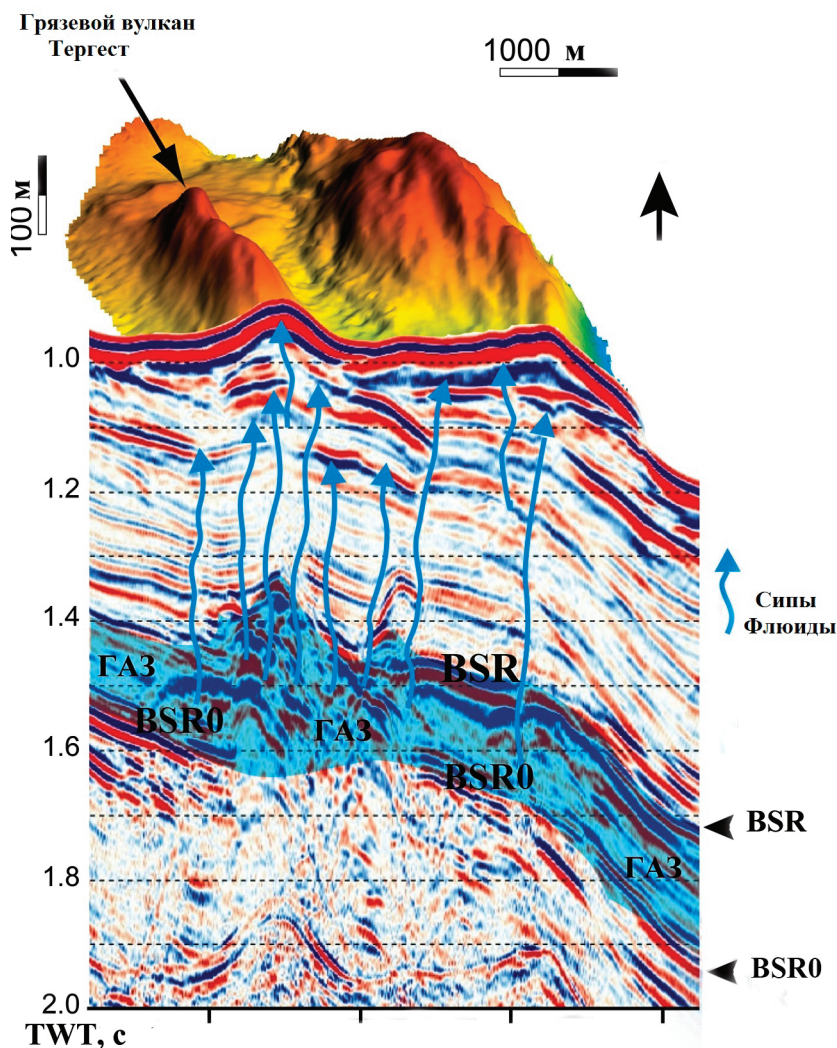 Грязевой вулкан
Тергест
1000 м
100 м
1.0
1.2
1.4
ГАЗ
BSR
Сипы
Флюиды
BSR0
ГАЗ
1.6
BSR0
BSR
ГАЗ
1.8
BSR0
2.0
TWT, с